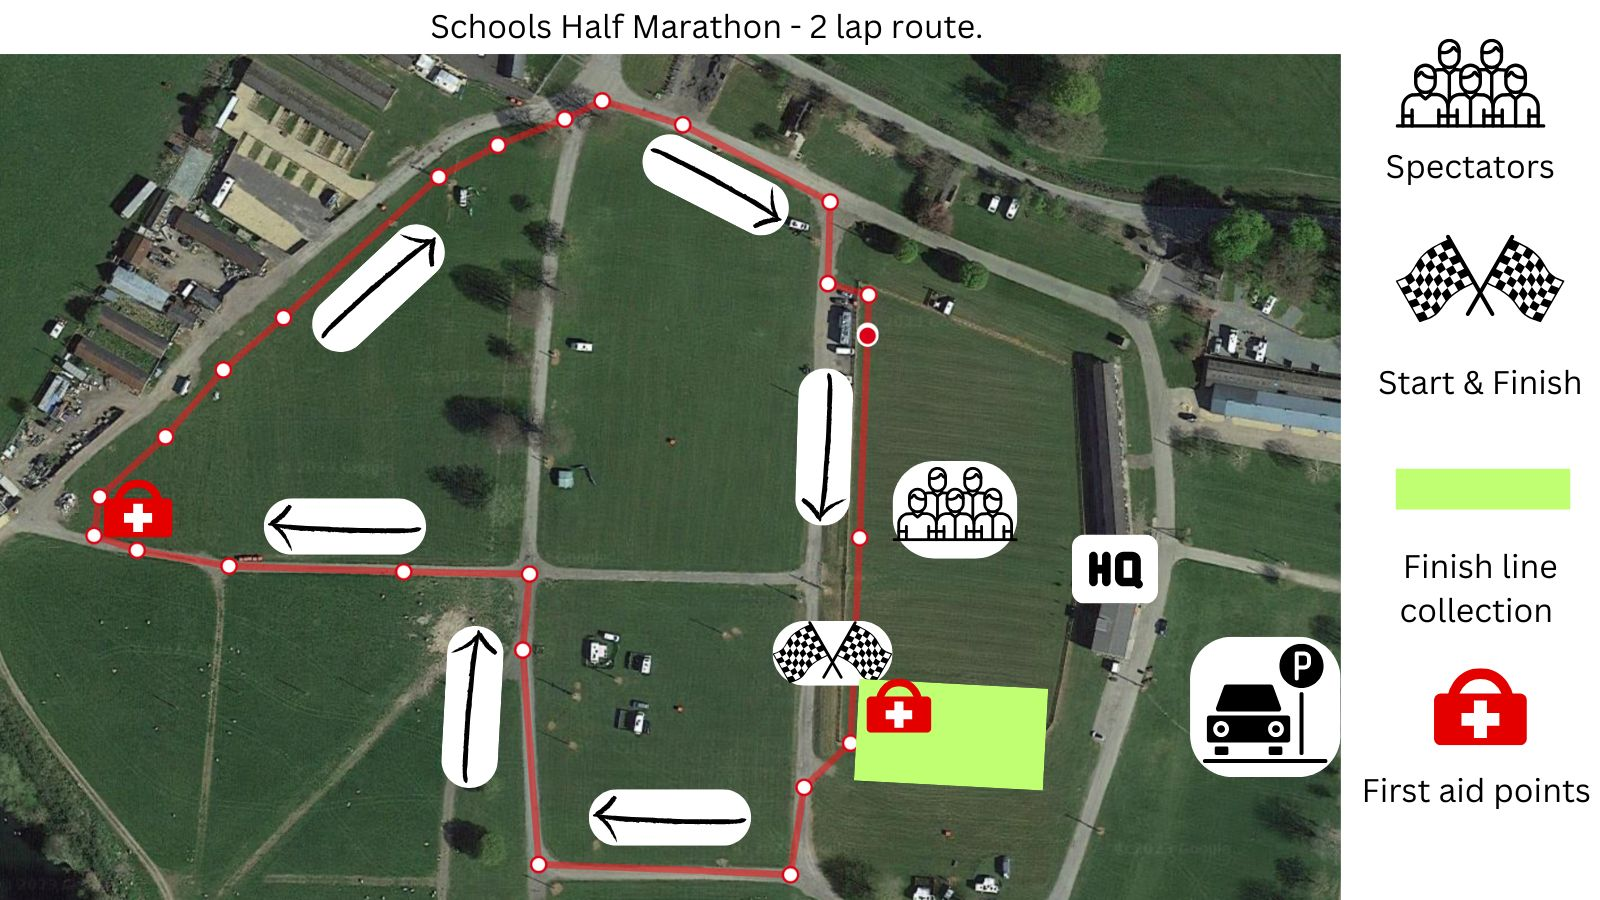 Schools Half Marathon - 2 lap route.
Spectators
Start & Finish
HQ
P
Finish line
collection
First aid points